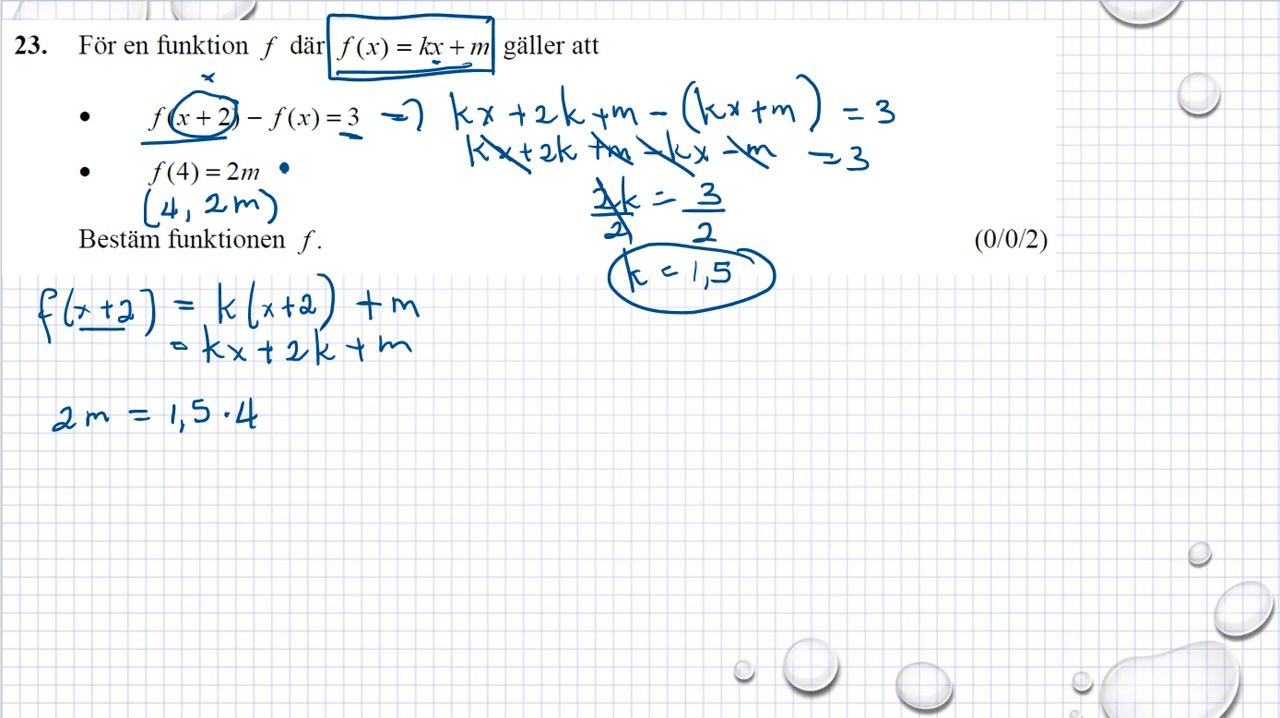 23. För en funktion f där f(x) = kx + m gäller att
x
• f(x + 2) − f(x) = 3 ⇒ kx + 2k + m − (kx + m) = 3
kx + 2k + m − kx − m = 3
• f(4) = 2m •
(4, 2m)
2k/2 = 3/2
Bestäm funktionen f. (0/0/2)
k = 1,5
f(x+2) = k(x+2) + m
= kx + 2k + m
2m = 1,5 · 4